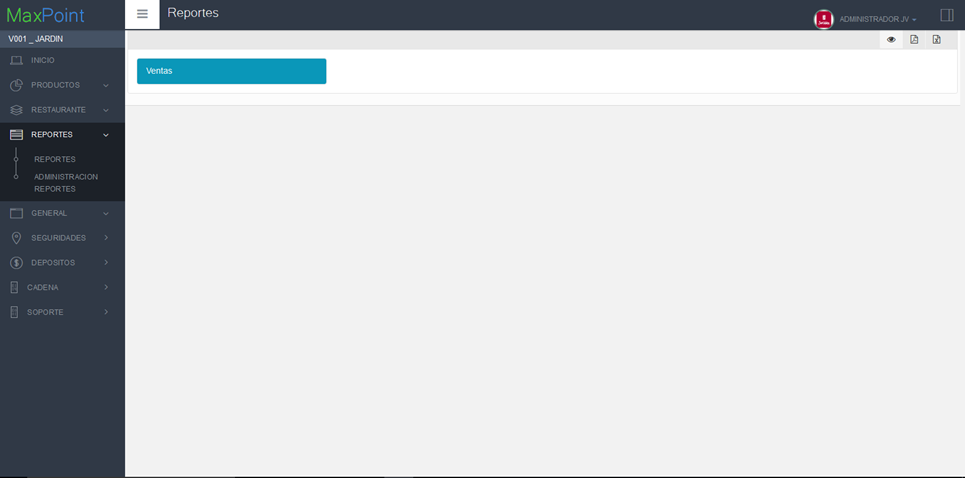 MaxPoint
Reportes
ADMINISTRADOR JV
V001 _ JARDIN
INICIO
PRODUCTOS
RESTAURANTE
REPORTES
REPORTES
ADMINISTRACION
REPORTES
GENERAL
SEGURIDADES
DEPOSITOS
CADENA
SOPORTE
Ventas